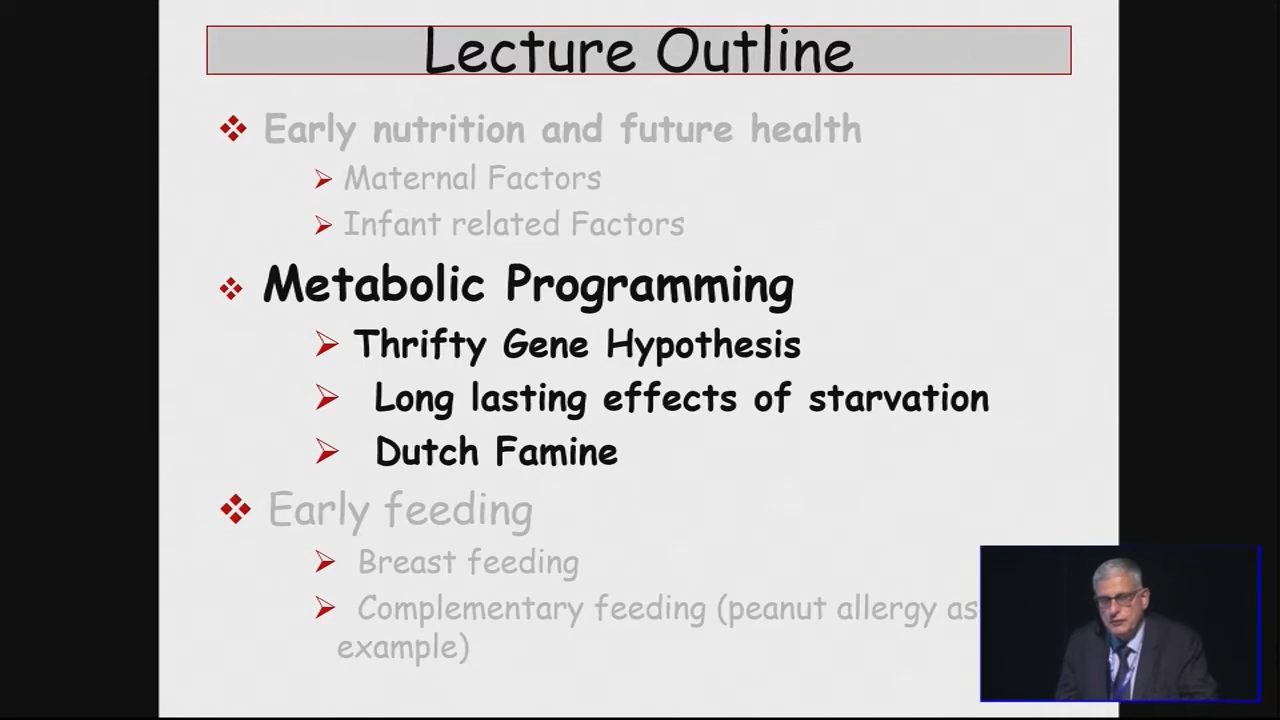 Lecture Outline
Early nutrition and future health
Maternal Factors
Infant related Factors
Metabolic Programming
Thrifty Gene Hypothesis
Long lasting effects of starvation
Dutch Famine
Early feeding
Breast feeding
Complementary feeding (peanut allergy as
example)